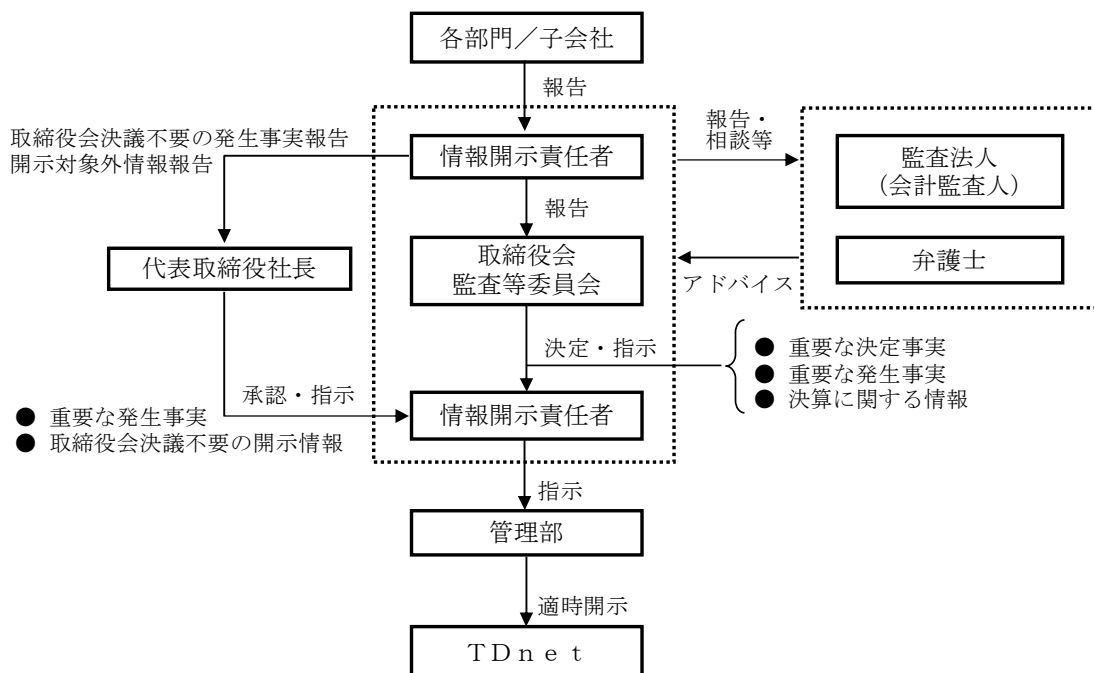 各部門／子会社
報告
取締役会決議不要の発生事実報告
開示対象外情報報告
情報開示責任者
報告・
相談等
監査法人
（会計監査人）
報告
代表取締役社長
取締役会
監査等委員会
弁護士
アドバイス
決定・指示
● 重要な決定事実
● 重要な発生事実
● 決算に関する情報
承認・指示
● 重要な発生事実
● 取締役会決議不要の開示情報
情報開示責任者
指示
管理部
適時開示
ＴＤｎｅｔ